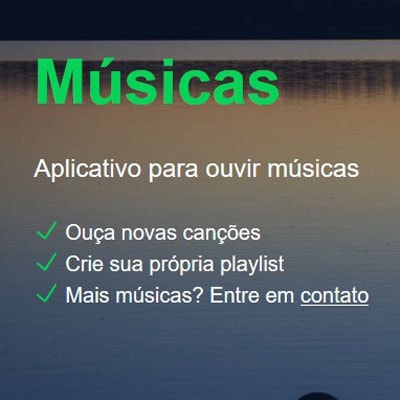 Músicas
Aplicativo para ouvir músicas
Ouça novas canções
Crie sua própria playlist
Mais músicas? Entre em contato